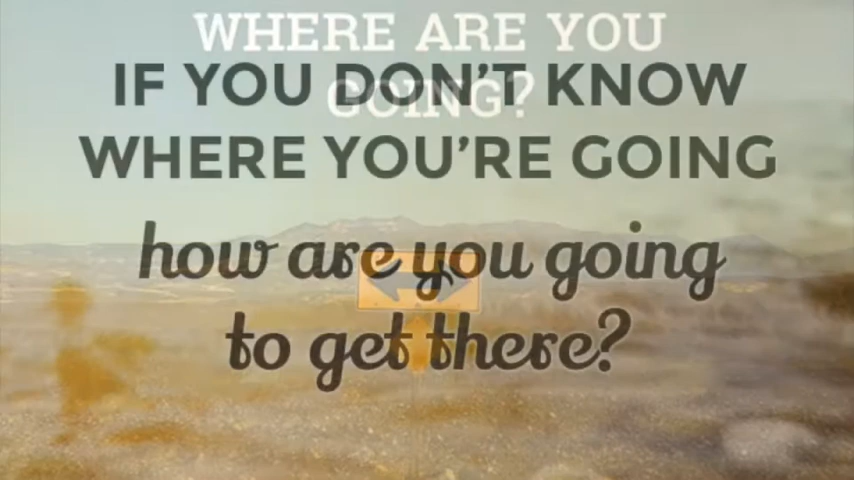 WHERE ARE YOU
GOING?
IF YOU DON'T KNOW
WHERE YOU'RE GOING
how are you going
to get there?